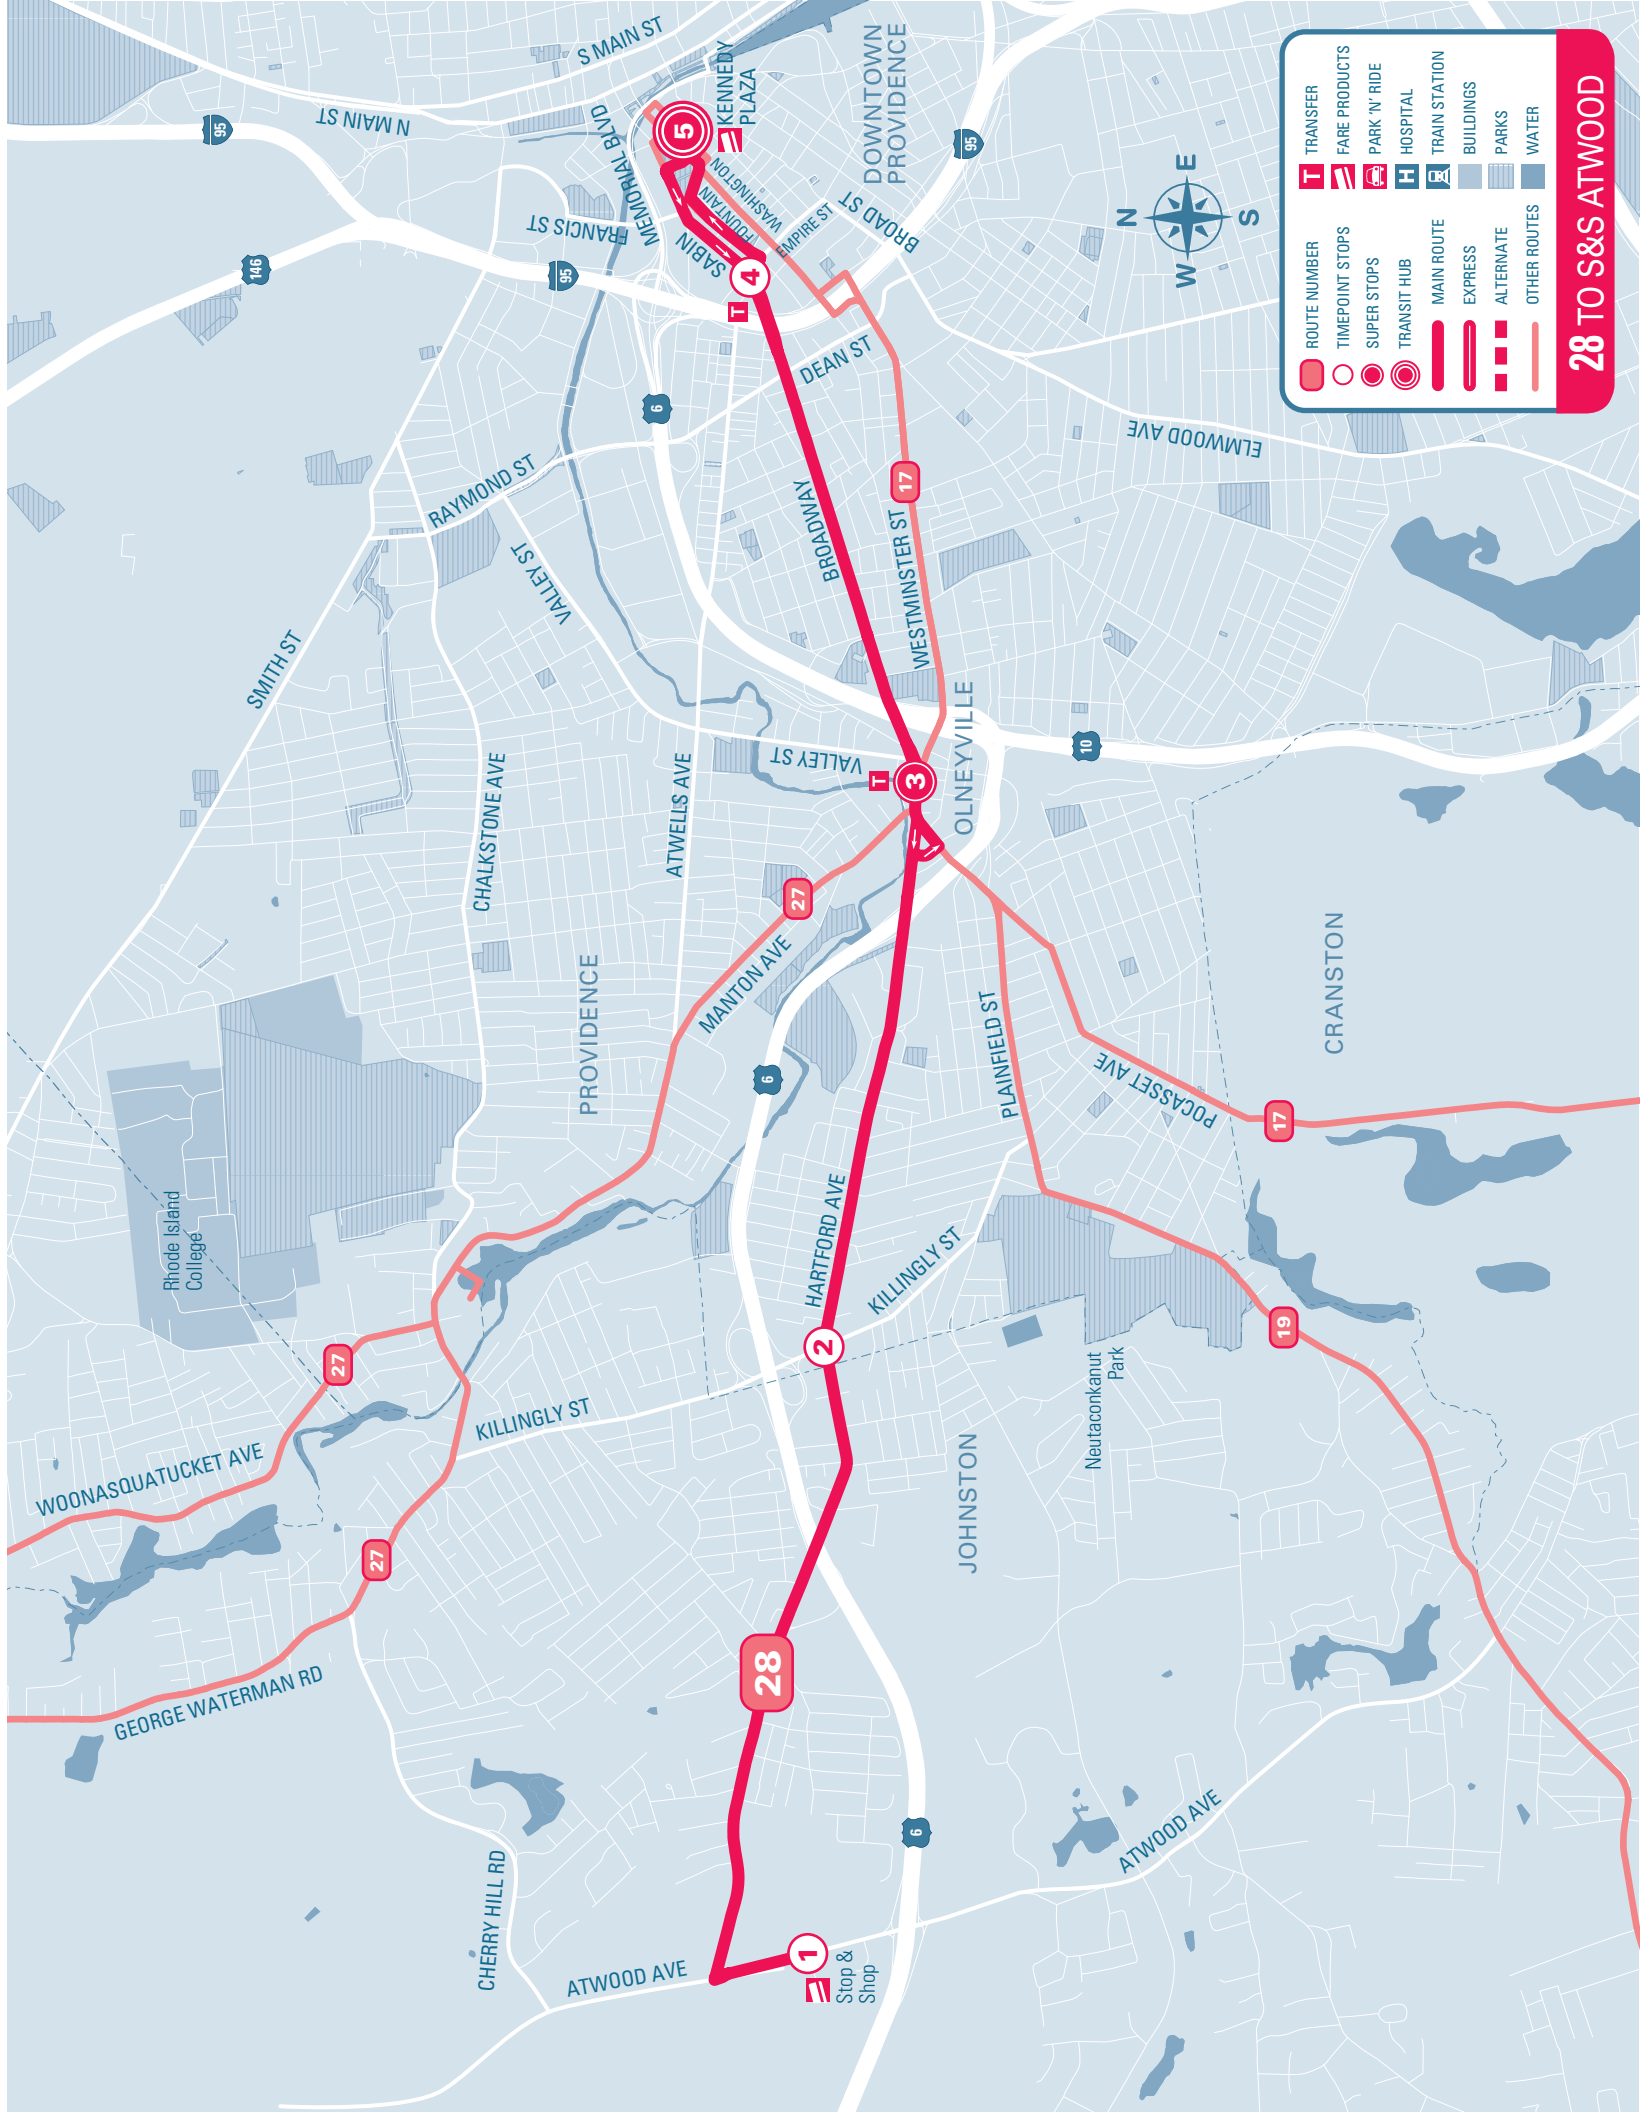 N MAIN ST
S MAIN ST
95
146
95
MEMORIAL BLVD
FRANCIS ST
KENNEDY
PLAZA
5
DOWNTOWN
PROVIDENCE
SABIN
FOUNTAIN
WASHINGTON
EMPIRE ST
BROAD ST
95
4
T
DEAN ST
6
RAYMOND ST
SMITH ST
VALLEY ST
BROADWAY
17
WESTMINSTER ST
ELMWOOD AVE
CHALKSTONE AVE
ATWELLS AVE
VALLEY ST
T
3
OLNEYVILLE
10
27
MANTON AVE
PROVIDENCE
6
PLAINFIELD ST
POCASSET AVE
17
CRANSTON
Rhode Island
College
HARTFORD AVE
KILLINGLY ST
2
27
19
Neutaconkanut
Park
KILLINGLY ST
WOONASQUATUCKET AVE
27
JOHNSTON
GEORGE WATERMAN RD
28
6
ATWOOD AVE
CHERRY HILL RD
ATWOOD AVE
1
Stop &
Shop
N
E
S
W
ROUTE NUMBER
TIMEPOINT STOPS
SUPER STOPS
TRANSIT HUB
MAIN ROUTE
EXPRESS
ALTERNATE
OTHER ROUTES
T TRANSFER
FARE PRODUCTS
PARK 'N' RIDE
H HOSPITAL
TRAIN STATION
BUILDINGS
PARKS
WATER
28 TO S&S ATWOOD